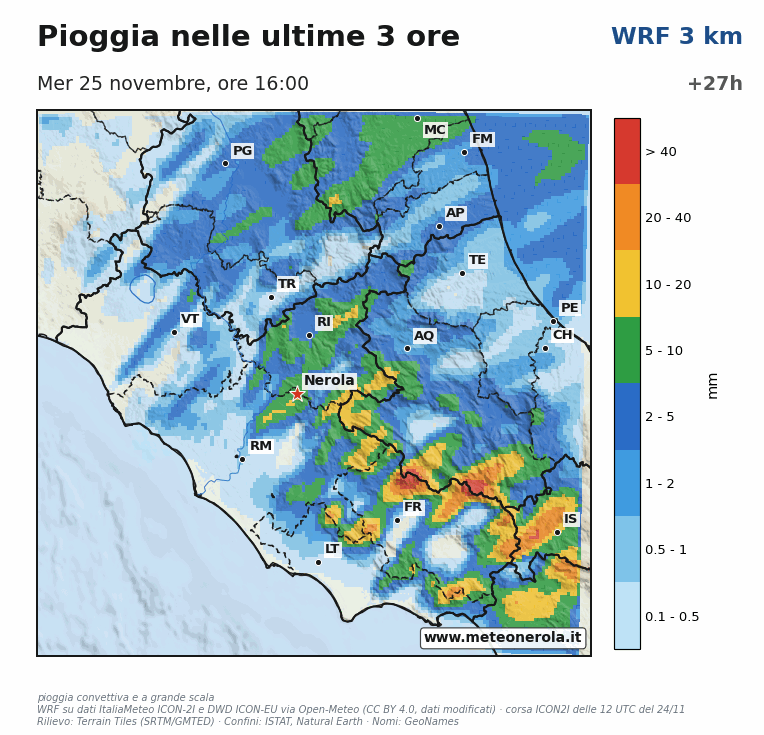 Pioggia nelle ultime 3 ore
WRF 3 km
Mer 25 novembre, ore 16:00
+27h
MC
FM
PG
AP
TE
TR
PE
VT
RI
AQ
CH
Nerola
RM
FR
IS
LT
www.meteonerola.it
> 40
20 - 40
10 - 20
5 - 10
2 - 5
1 - 2
0.5 - 1
0.1 - 0.5
mm
pioggia convettiva e a grande scala
WRF su dati ItaliaMeteo ICON-2I e DWD ICON-EU via Open-Meteo (CC BY 4.0, dati modificati) · corsa ICON2I delle 12 UTC del 24/11
Rilievo: Terrain Tiles (SRTM/GMTED) · Confini: ISTAT, Natural Earth · Nomi: GeoNames